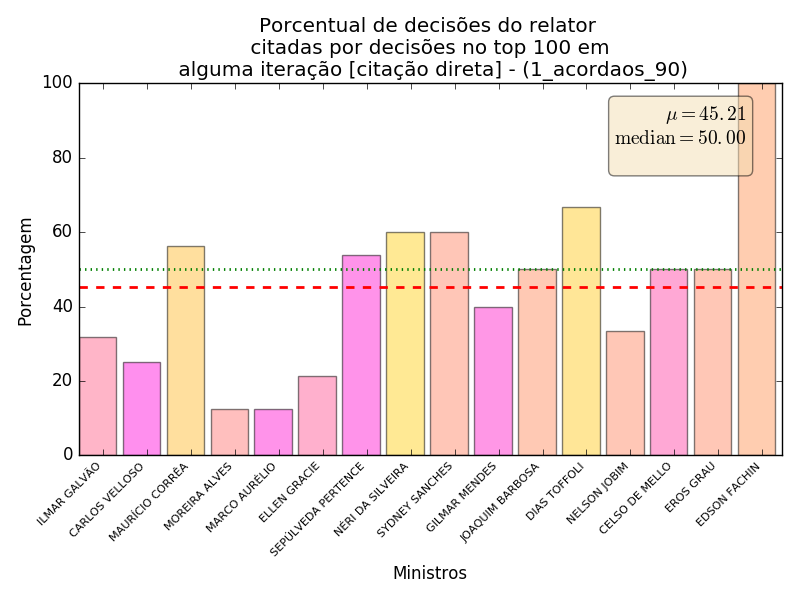 Porcentual de decisões do relator
citadas por decisões no top 100 em
alguma iteração [citação direta] - (1_acordaos_90)
μ = 45.21
median = 50.00
Porcentagem
100
80
60
40
20
0
ILMAR GALVÃO
CARLOS VELLOSO
MAURÍCIO CORRÊA
MOREIRA ALVES
MARCO AURÉLIO
ELLEN GRACIE
SEPÚLVEDA PERTENCE
NÉRI DA SILVEIRA
SYDNEY SANCHES
GILMAR MENDES
JOAQUIM BARBOSA
DIAS TOFFOLI
NELSON JOBIM
CELSO DE MELLO
EROS GRAU
EDSON FACHIN
Ministros